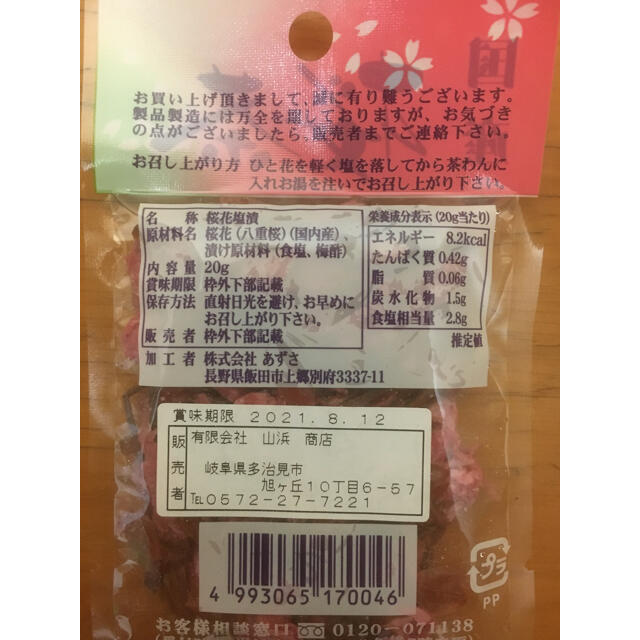 お買い上げ頂きまして、誠に有り難うございます。
製品製造には万全を期しておりますが、お気づき
の点がございましたら、販売者までご連絡下さい。
お召し上がり方 ひと花を軽く塩を落してから茶わんに
入れお湯を注いでお召し上がり下さい。
名称 桜花塩漬
原材料名 桜花(八重桜)(国内産)、
漬け原材料(食塩、梅酢)
内容量 20g
賞味期限 枠外下部記載
保存方法 直射日光を避け、お早めに
お召し上がり下さい。
販売者 枠外下部記載
加工者 株式会社 あずさ
長野県飯田市上郷別府3337-11
栄養成分表示(20g当たり)
エネルギー 8.2kcal
たんぱく質 0.42g
脂質 0.06g
炭水化物 1.5g
食塩相当量 2.8g
推定値
賞味期限 2021.8.12
販売者 有限会社 山浜 商店
岐阜県多治見市
旭ヶ丘10丁目6-57
TEL0572-27-7221
4 993065 170046
プラ
PP
お客様相談窓口 0120-071138